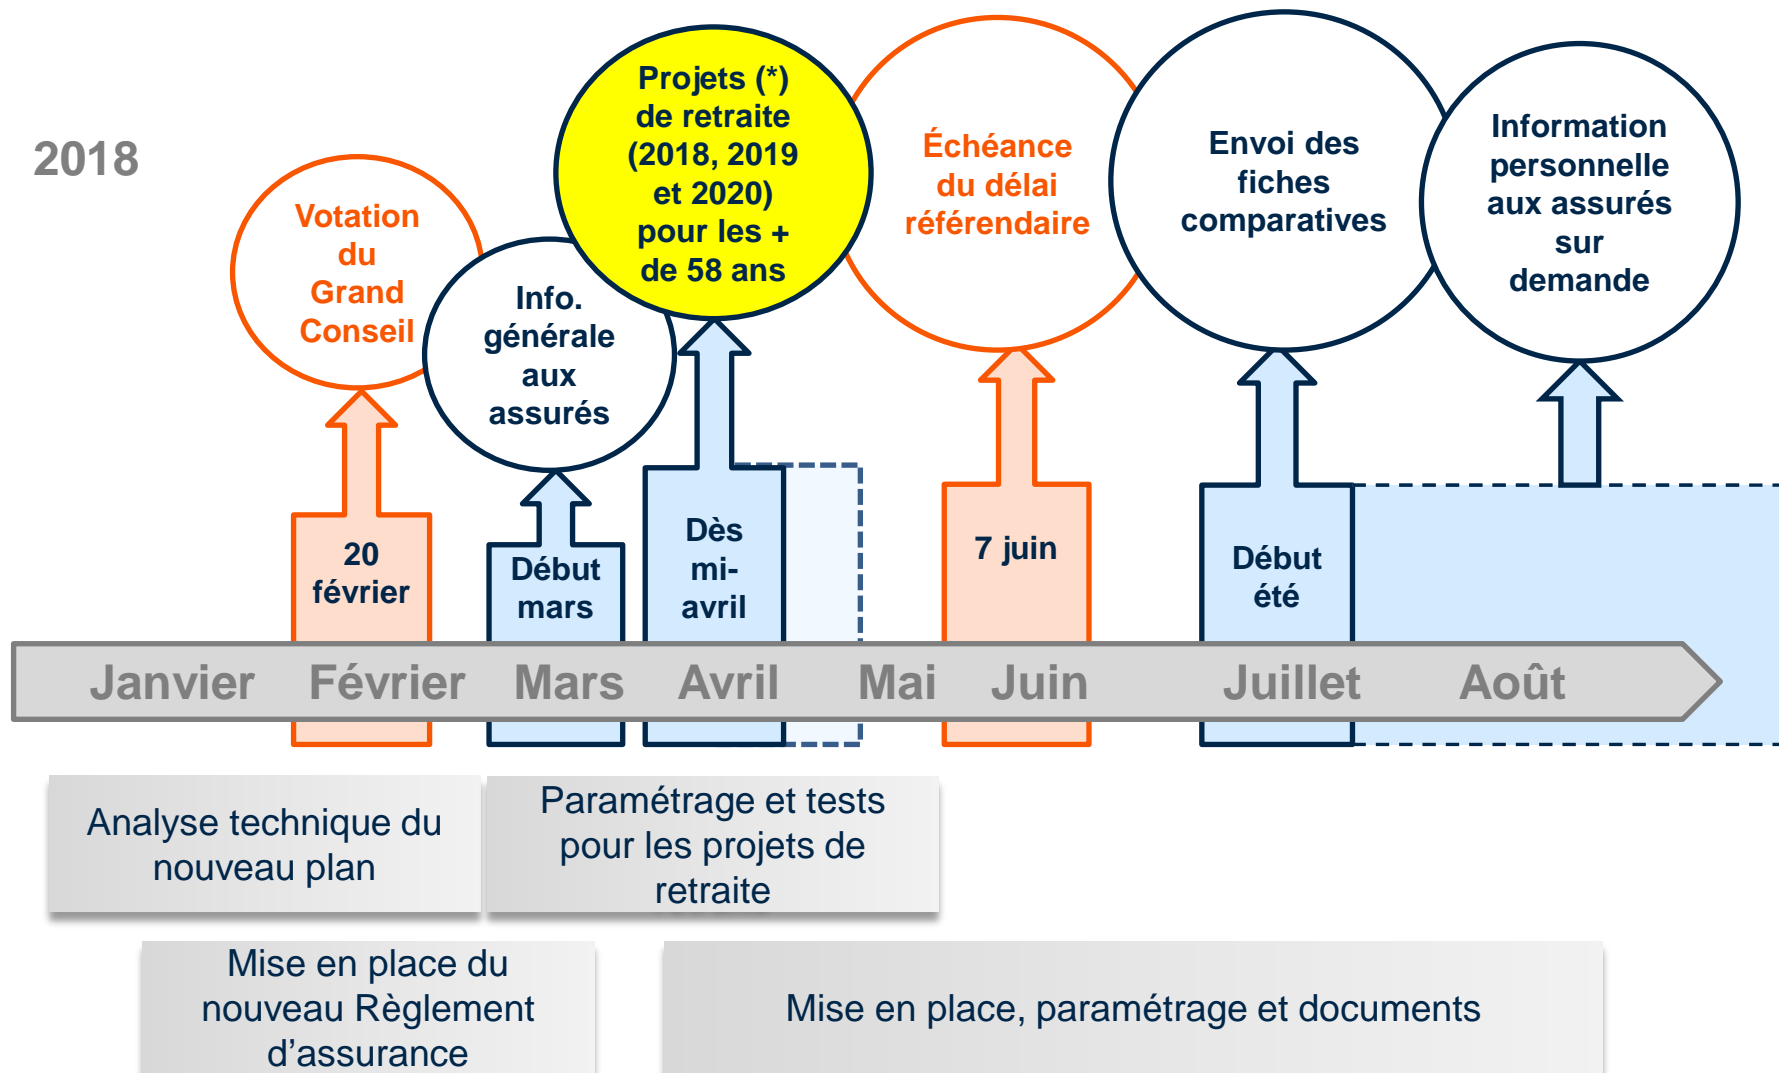 2018
Votation
du
Grand
Conseil
Info.
générale
aux
assurés
Projets (*)
de retraite
(2018, 2019
et 2020)
pour les +
de 58 ans
Échéance
du délai
référendaire
Envoi des
fiches
comparatives
Information
personnelle
aux assurés
sur
demande
20
février
Début
mars
Dès
mi-
avril
7 juin
Début
été
Janvier Février Mars Avril Mai Juin Juillet Août
Analyse technique du
nouveau plan
Paramétrage et tests
pour les projets de
retraite
Mise en place du
nouveau Règlement
d’assurance
Mise en place, paramétrage et documents